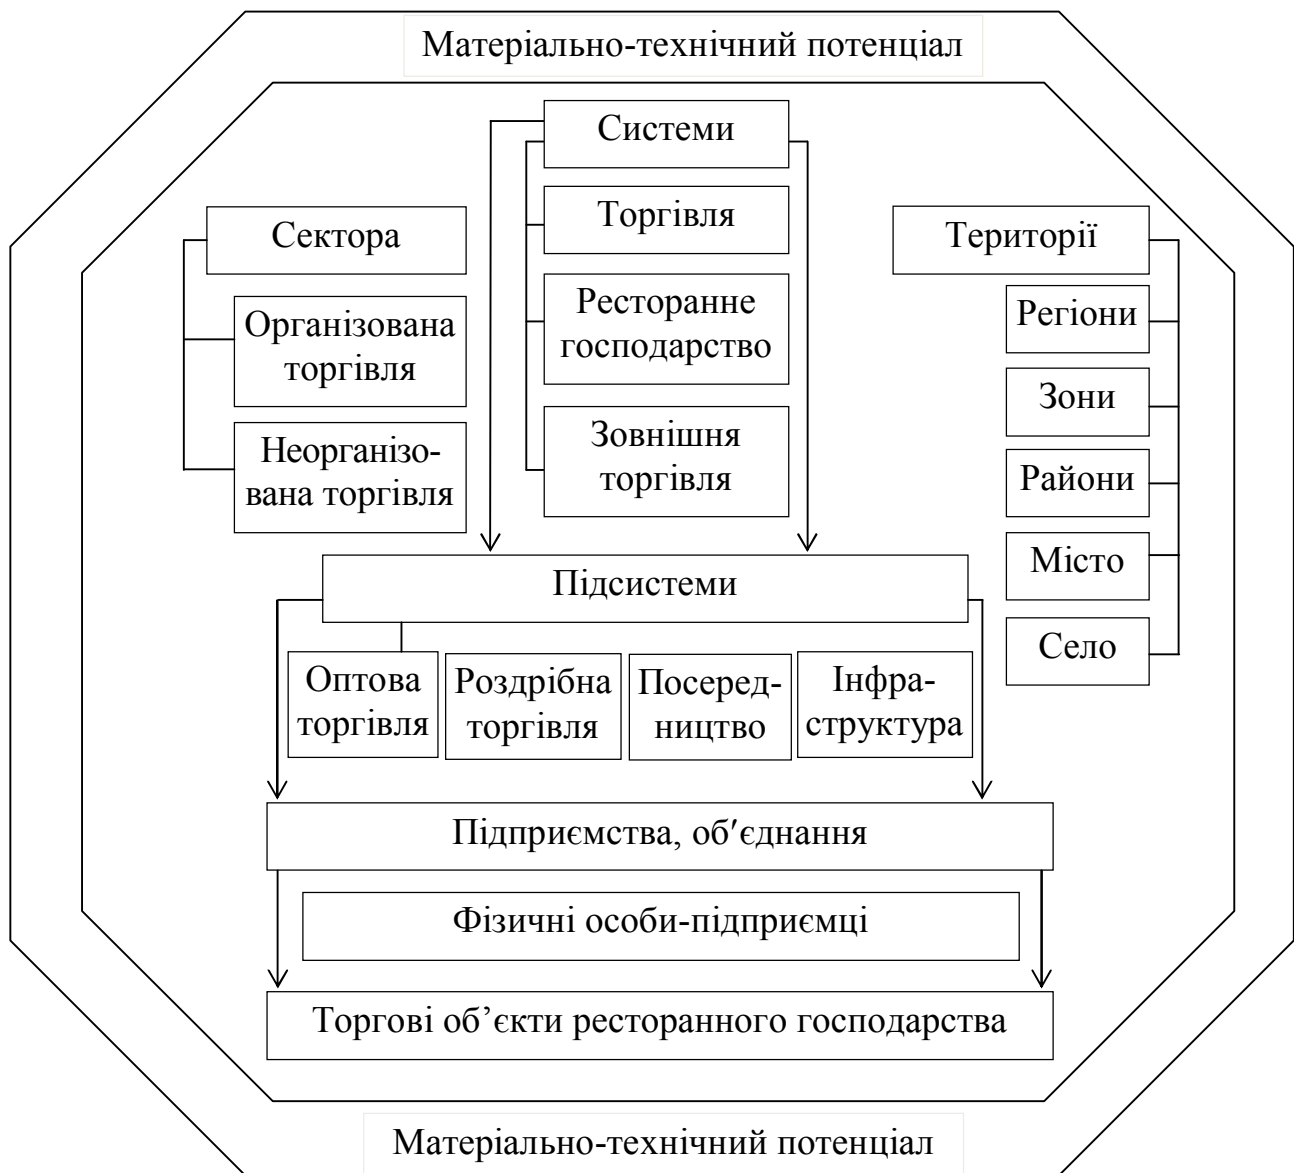 Матеріально-технічний потенціал
Системи
Торгівля
Ресторанне
господарство
Зовнішня
торгівля
Сектора
Організована
торгівля
Неорганізо-
вана торгівля
Території
Регіони
Зони
Райони
Місто
Село
Підсистеми
Оптова
торгівля
Роздрібна
торгівля
Посеред-
ництво
Інфра-
структура
Підприємства, об′єднання
Фізичні особи-підприємці
Торгові об’єкти ресторанного господарства
Матеріально-технічний потенціал